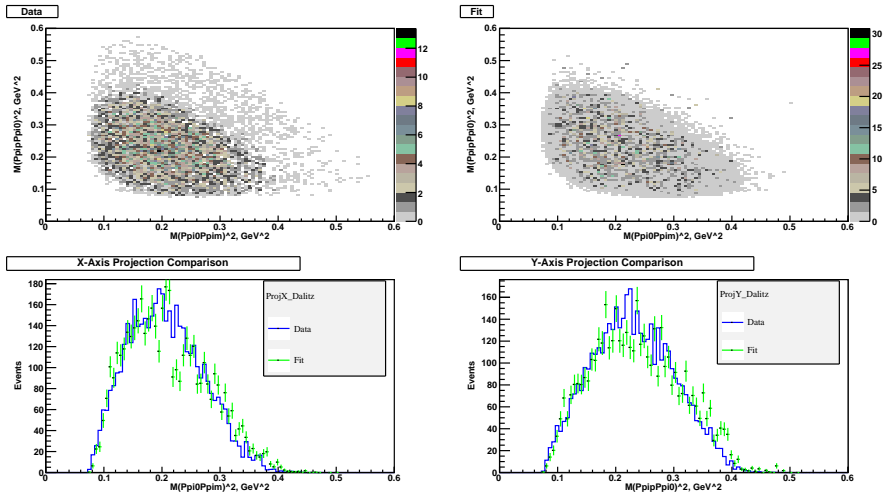 Data
M(PpipPpi0)^2, GeV^2
0.6
0.5
0.4
0.3
0.2
0.1
0
0 0.1 0.2 0.3 0.4 0.5 0.6
M(Ppi0Ppim)^2, GeV^2
12
10
8
6
4
2
0
Fit
M(PpipPpi0)^2, GeV^2
0.6
0.5
0.4
0.3
0.2
0.1
0
0 0.1 0.2 0.3 0.4 0.5 0.6
M(Ppi0Ppim)^2, GeV^2
30
25
20
15
10
5
0
X-Axis Projection Comparison
Events
180
160
140
120
100
80
60
40
20
0
0 0.1 0.2 0.3 0.4 0.5 0.6
M(Ppi0Ppim)^2, GeV^2
ProjX_Dalitz
Data
Fit
Y-Axis Projection Comparison
Events
160
140
120
100
80
60
40
20
0
0 0.1 0.2 0.3 0.4 0.5 0.6
M(PpipPpi0)^2, GeV^2
ProjY_Dalitz
Data
Fit